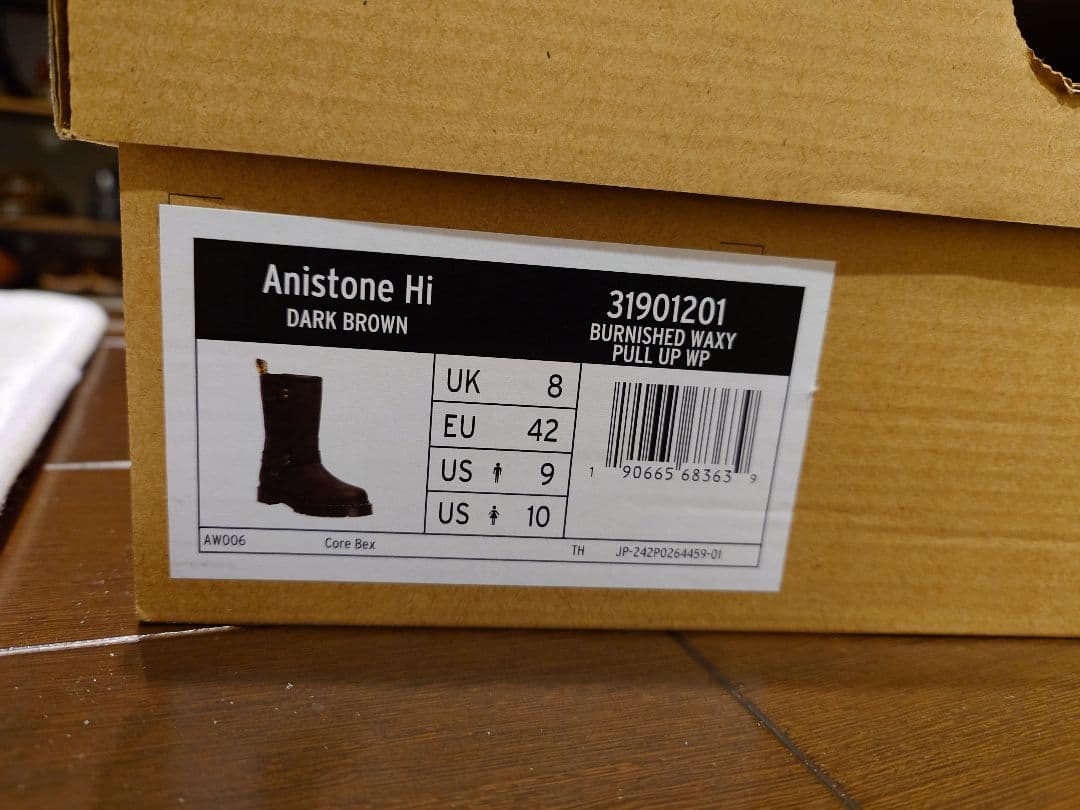 Anistone Hi
DARK BROWN
31901201
BURNISHED WAXY
PULL UP WP
UK 8
EU 42
US 9
US 10
1 90665 68363 9
AW006
Core Bex
TH
JP-242P0264459-01